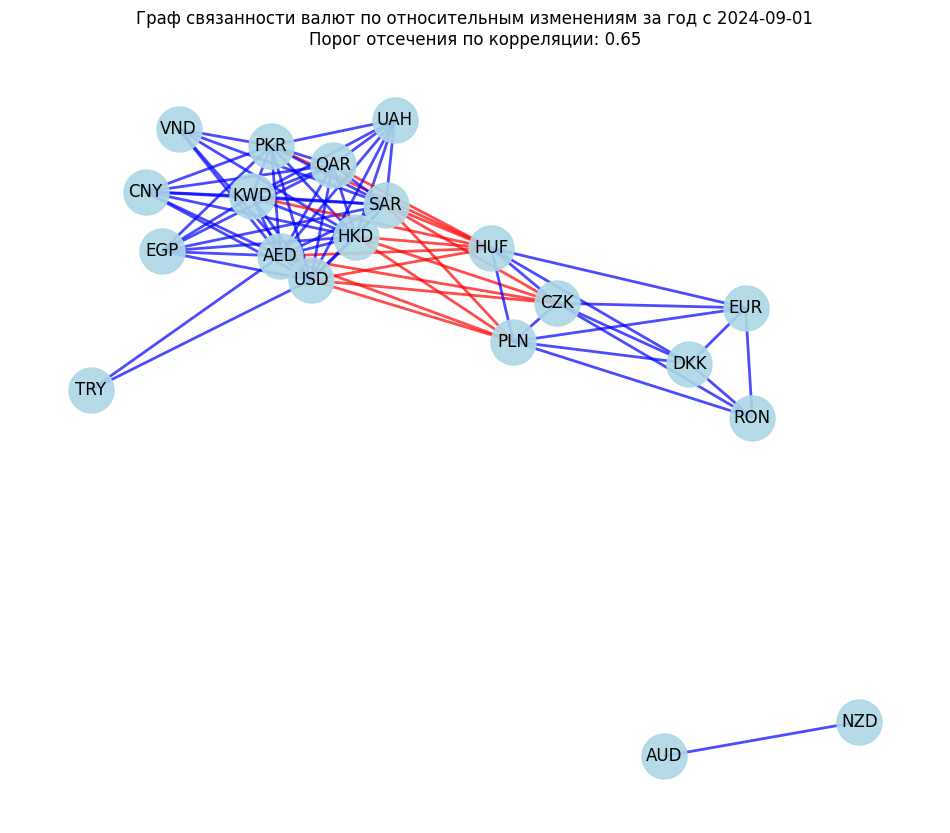 Граф связанности валют по относительным изменениям за год с 2024-09-01
Порог отсечения по корреляции: 0.65
UAH
VND
PKR
QAR
CNY
KWD
SAR
HKD
HUF
EGP
AED
USD
CZK
EUR
PLN
DKK
TRY
RON
NZD
AUD